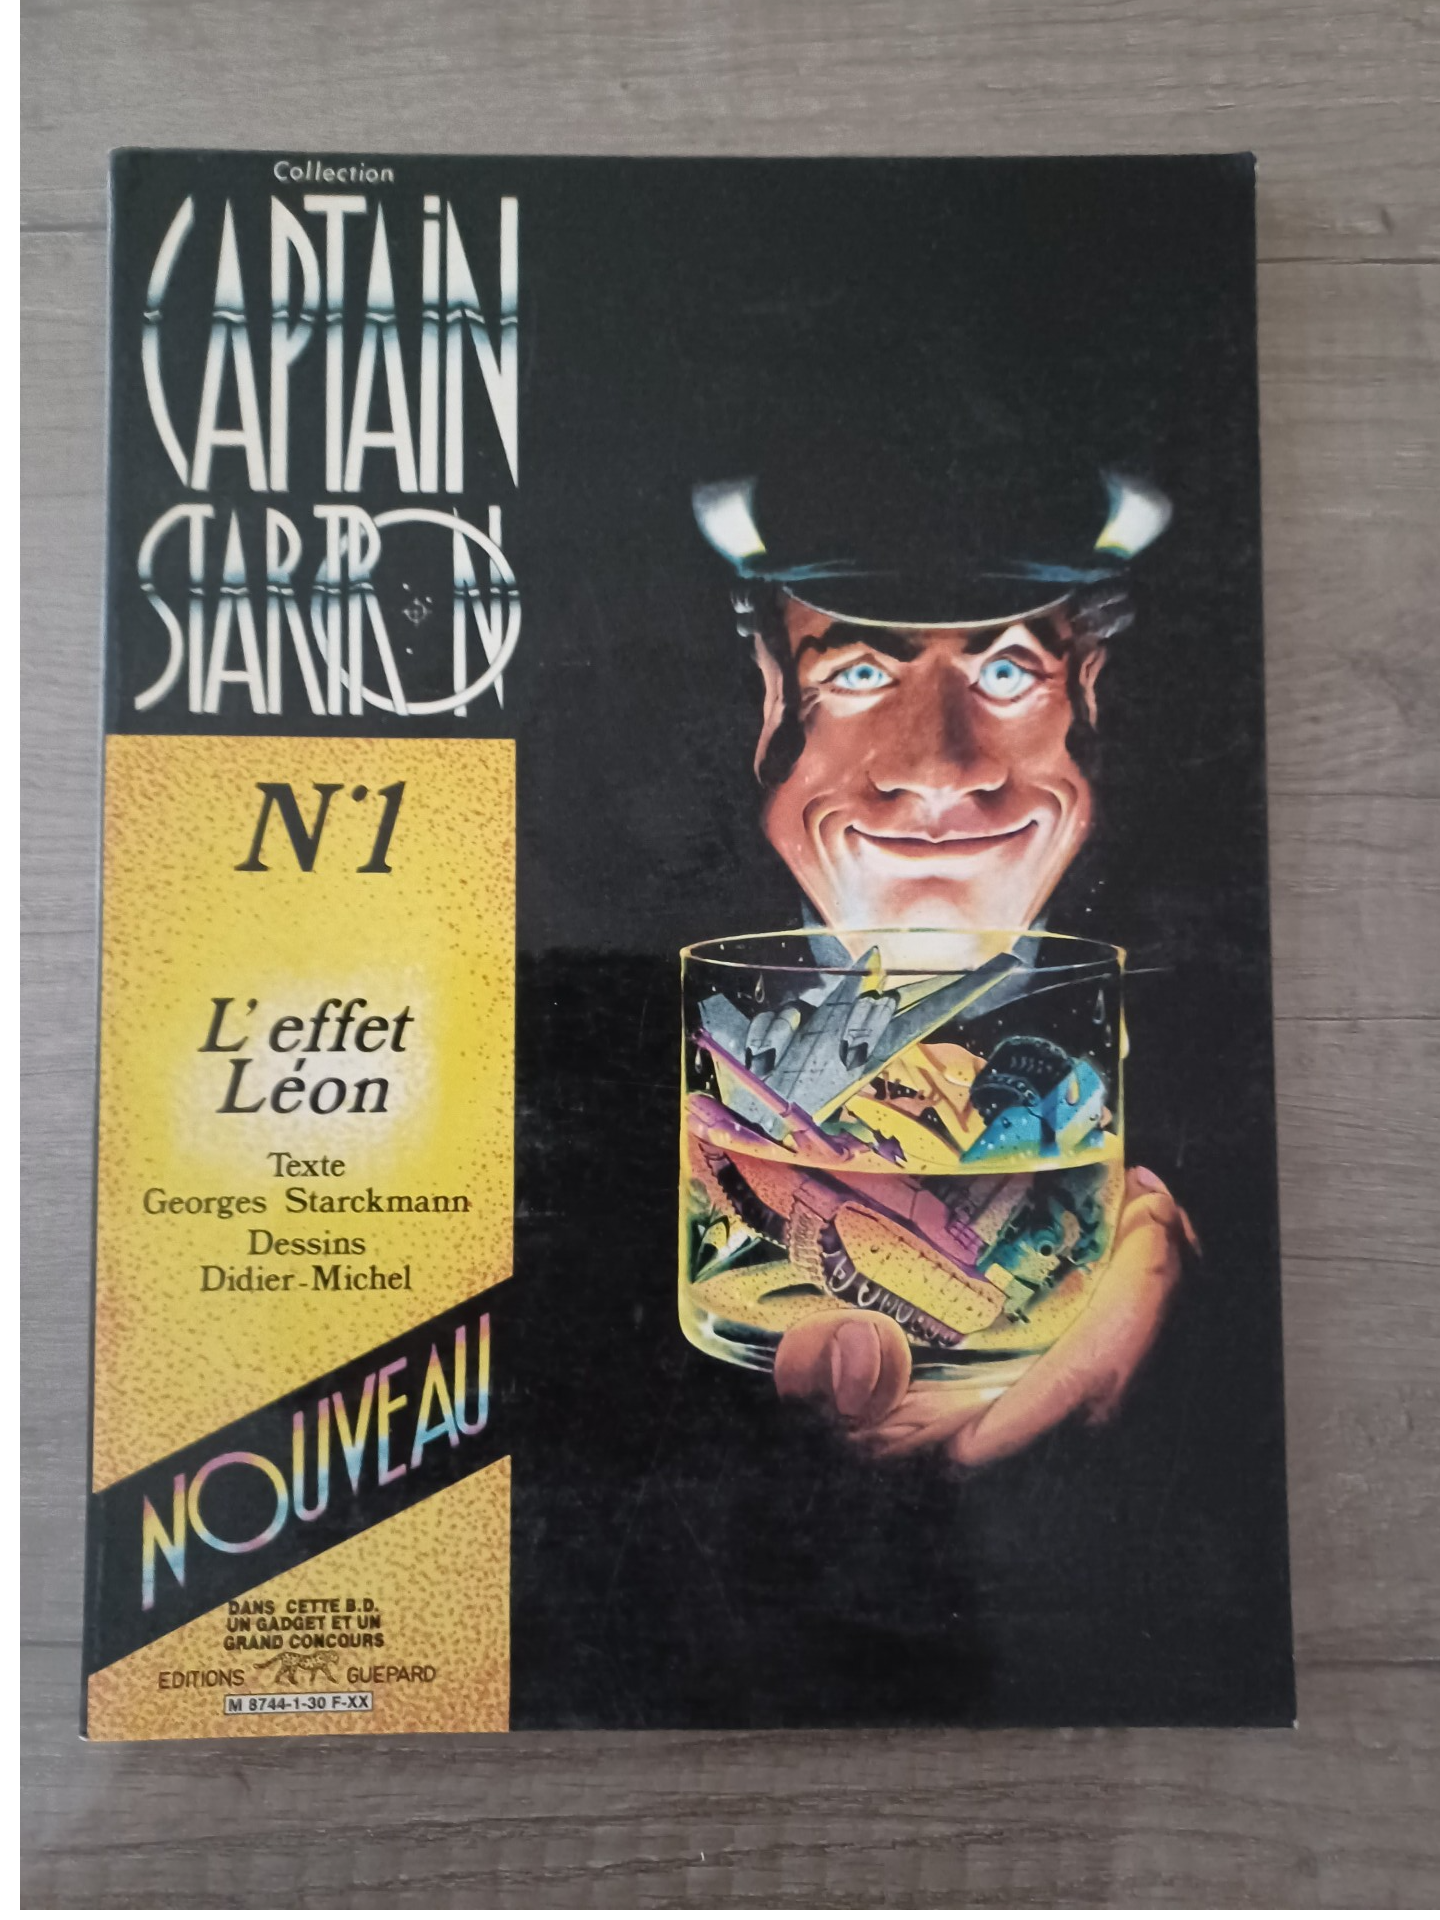 Collection
CAPTAIN
STARTRON
N°1
L'effet
Léon
Texte
Georges Starckmann
Dessins
Didier-Michel
NOUVEAU
DANS CETTE B.D.
UN GADGET ET UN
GRAND CONCOURS
EDITIONS GUEPARD
M 8744-1-30 F-XX